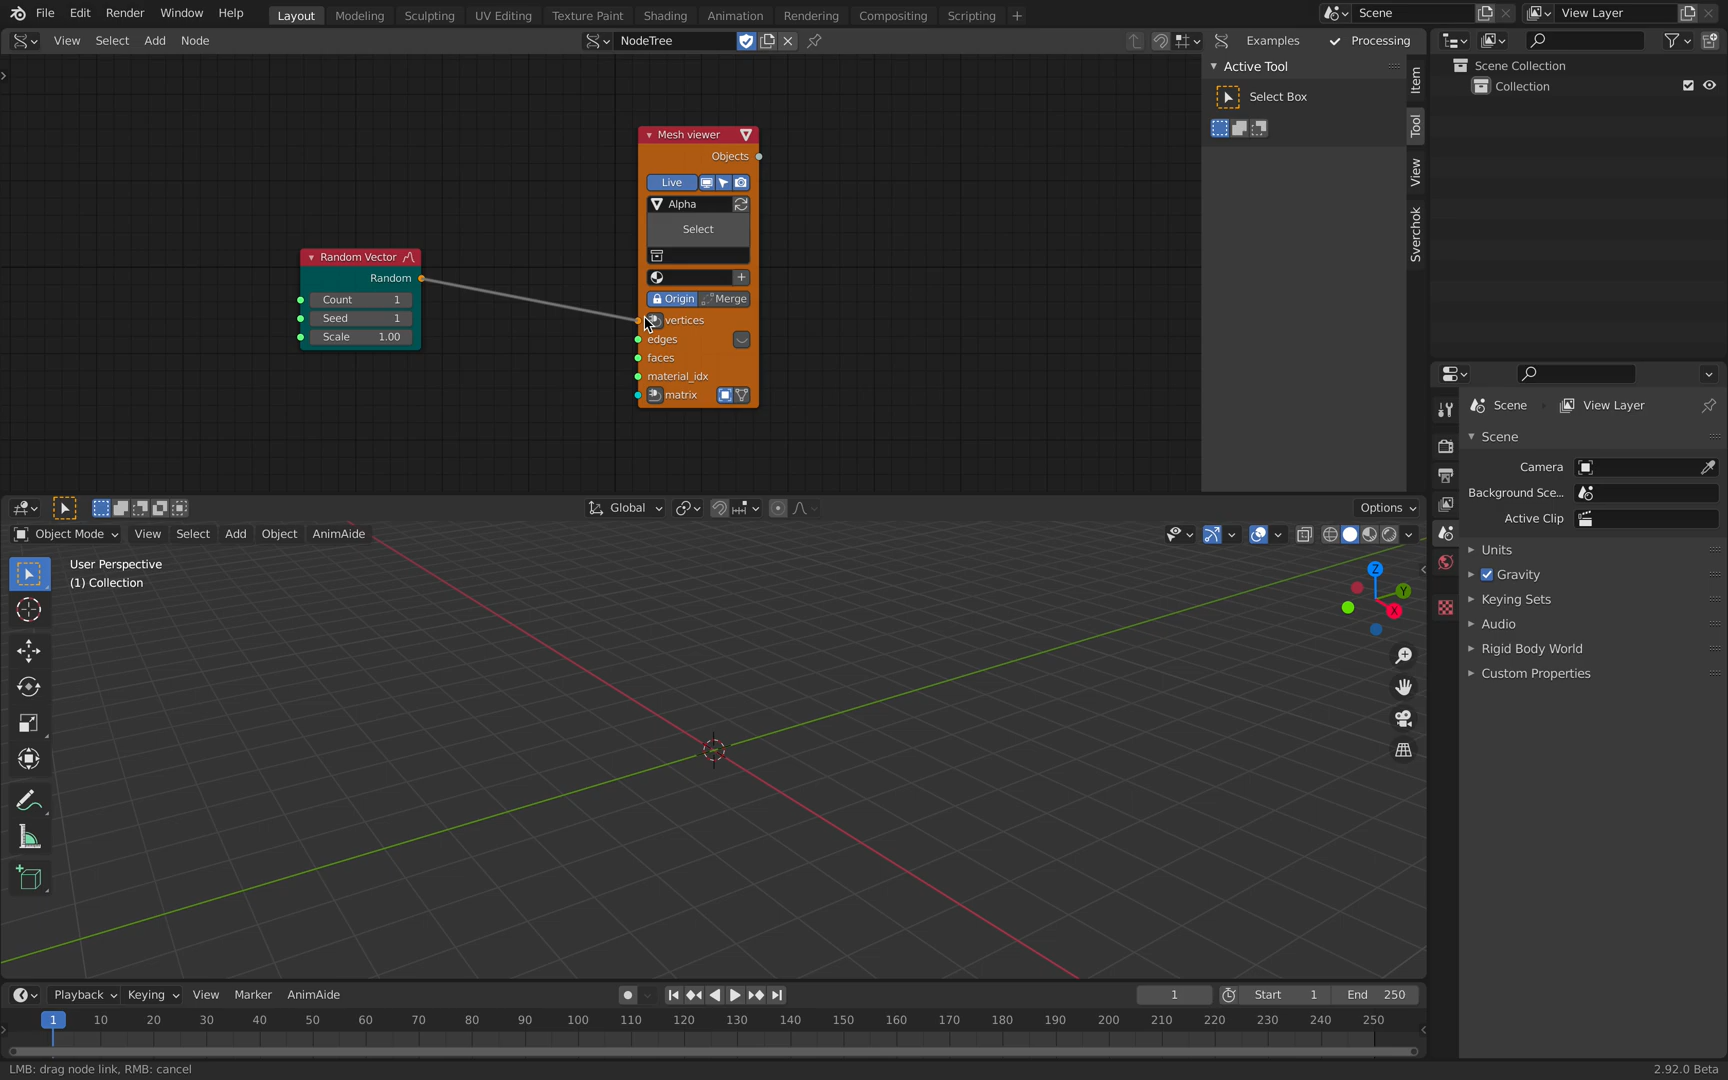 File Edit Render Window Help Layout Modeling Sculpting UV Editing Texture Paint Shading Animation Rendering Compositing Scripting + Scene View Layer
View Select Add Node NodeTree Examples Processing
Active Tool
Select Box
Item
Tool
View
Sverchok
Mesh viewer
Objects
Live
Alpha
Select
Origin Merge
vertices
edges
faces
material_idx
matrix
Random Vector
Random
Count 1
Seed 1
Scale 1.00
Scene Collection
Collection
Scene View Layer
Scene
Camera
Background Sce...
Active Clip
Units
Gravity
Keying Sets
Audio
Rigid Body World
Custom Properties
Global Options
Object Mode View Select Add Object AnimAide
User Perspective
(1) Collection
Z
Y
X
Playback Keying View Marker AnimAide 1 Start 1 End 250
1 10 20 30 40 50 60 70 80 90 100 110 120 130 140 150 160 170 180 190 200 210 220 230 240 250
LMB: drag node link, RMB: cancel 2.92.0 Beta